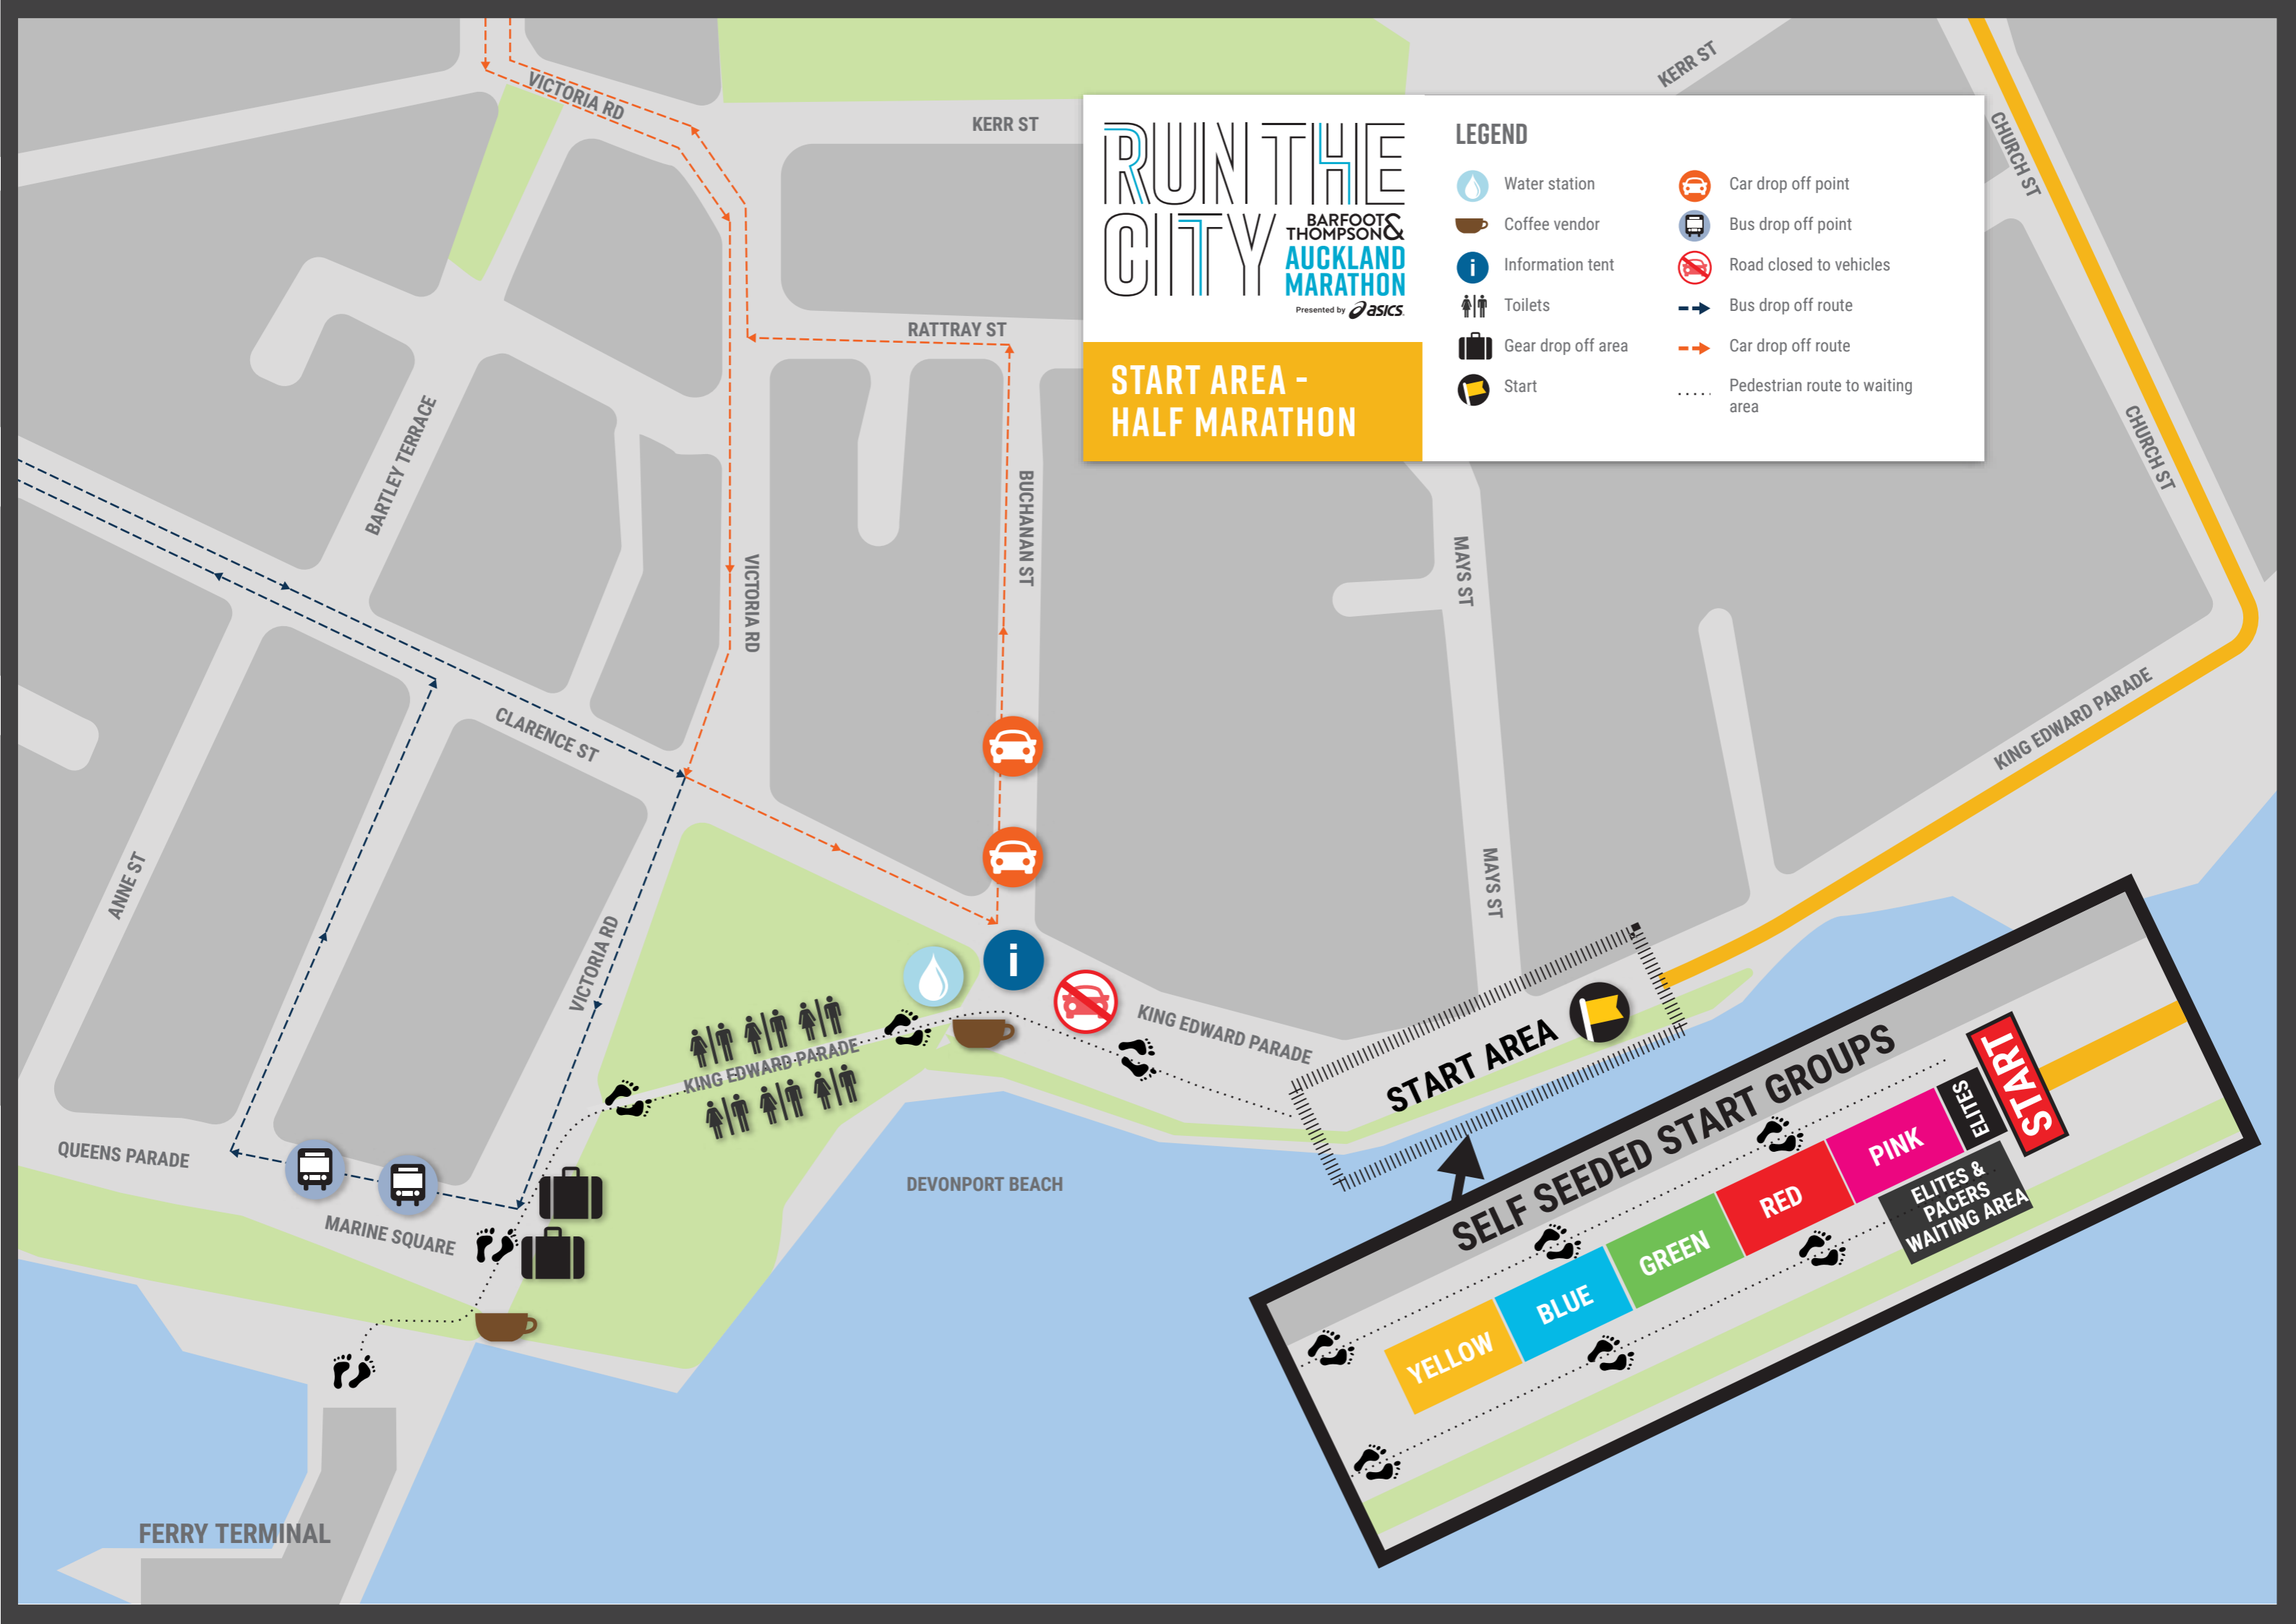 VICTORIA RD
KERR ST
KERR ST
CHURCH ST
RUN THE
CITY
BARFOOT &
THOMPSON
AUCKLAND
MARATHON
Presented by asics
START AREA -
HALF MARATHON
LEGEND
Water station
Coffee vendor
Information tent
Toilets
Gear drop off area
Start
Car drop off point
Bus drop off point
Road closed to vehicles
Bus drop off route
Car drop off route
Pedestrian route to waiting
area
RATTRAY ST
BARTLEY TERRACE
BUCHANAN ST
VICTORIA RD
MAYS ST
CHURCH ST
CLARENCE ST
KING EDWARD PARADE
ANNE ST
VICTORIA RD
MAYS ST
i
i
KING EDWARD PARADE
KING EDWARD PARADE
START AREA
QUEENS PARADE
MARINE SQUARE
DEVONPORT BEACH
SELF SEEDED START GROUPS
START
ELITES
PINK
RED
GREEN
BLUE
YELLOW
ELITES &
PACERS
WAITING AREA
FERRY TERMINAL